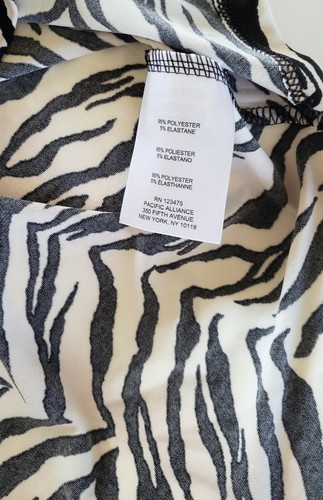 95% POLYESTER
5% ELASTANE
95% POLIESTER
5% ELASTANO
95% POLYESTER
5% ÉLASTHANNE
RN 123475
PACIFIC ALLIANCE
350 FIFTH AVENUE
NEW YORK, NY 10118